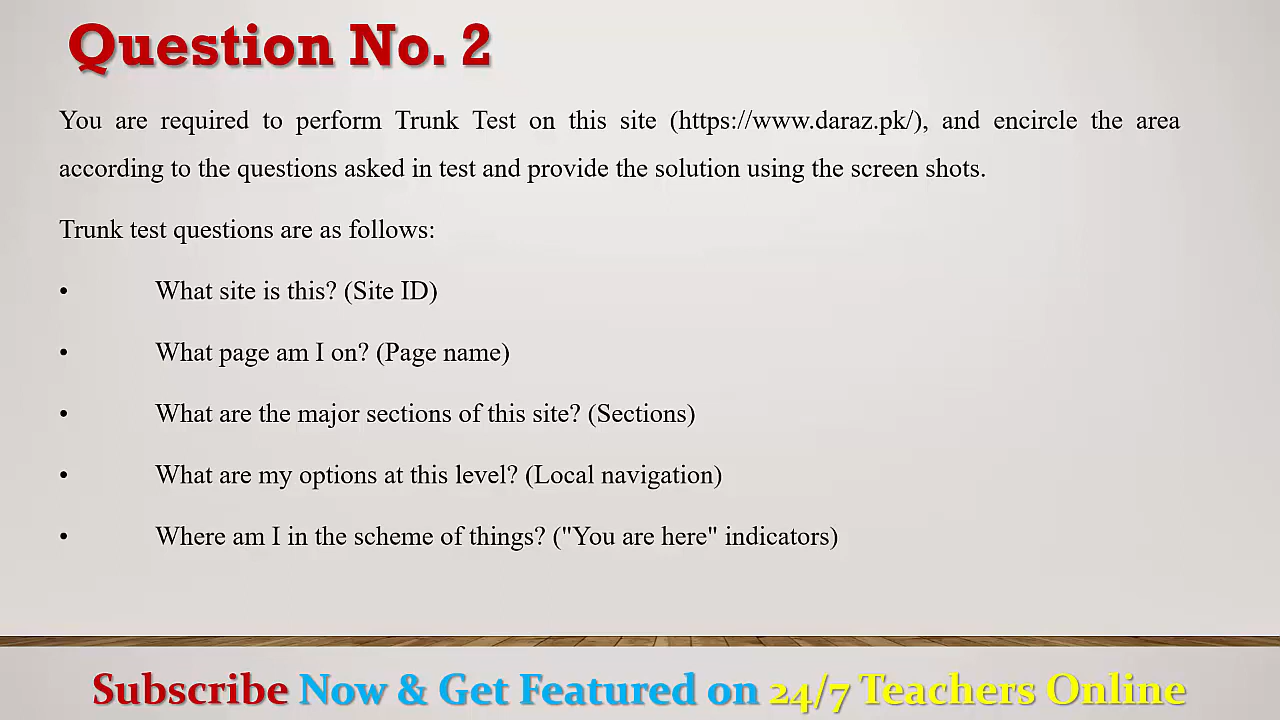 Question No. 2
You are required to perform Trunk Test on this site (https://www.daraz.pk/), and encircle the area
according to the questions asked in test and provide the solution using the screen shots.
Trunk test questions are as follows:
• What site is this? (Site ID)
• What page am I on? (Page name)
• What are the major sections of this site? (Sections)
• What are my options at this level? (Local navigation)
• Where am I in the scheme of things? ("You are here" indicators)
Subscribe Now & Get Featured on 24/7 Teachers Online